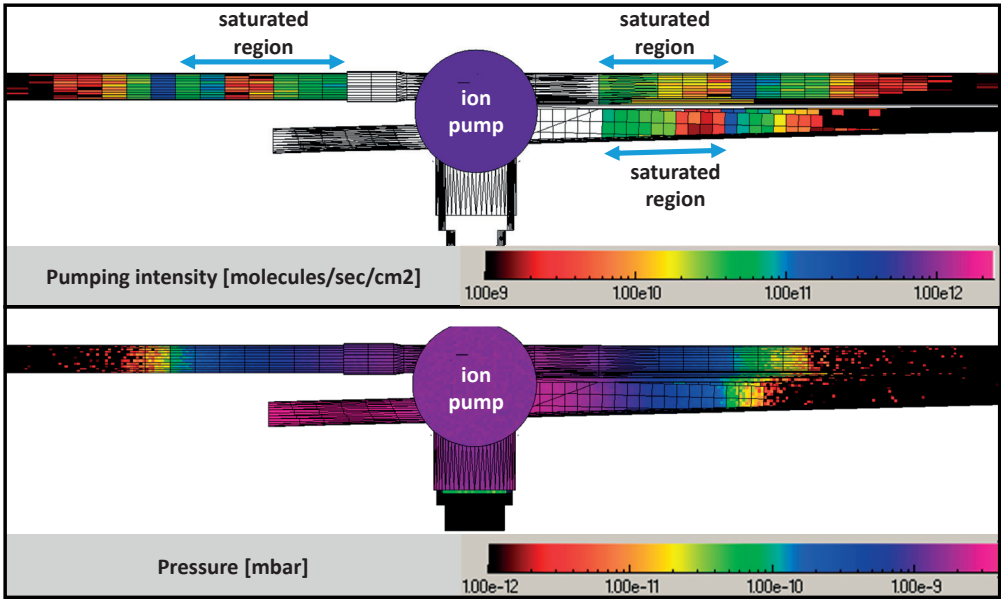 saturated
region
saturated
region
ion
pump
saturated
region
Pumping intensity [molecules/sec/cm2]
1.00e9
1.00e10
1.00e11
1.00e12
ion
pump
Pressure [mbar]
1.00e-12
1.00e-11
1.00e-10
1.00e-9